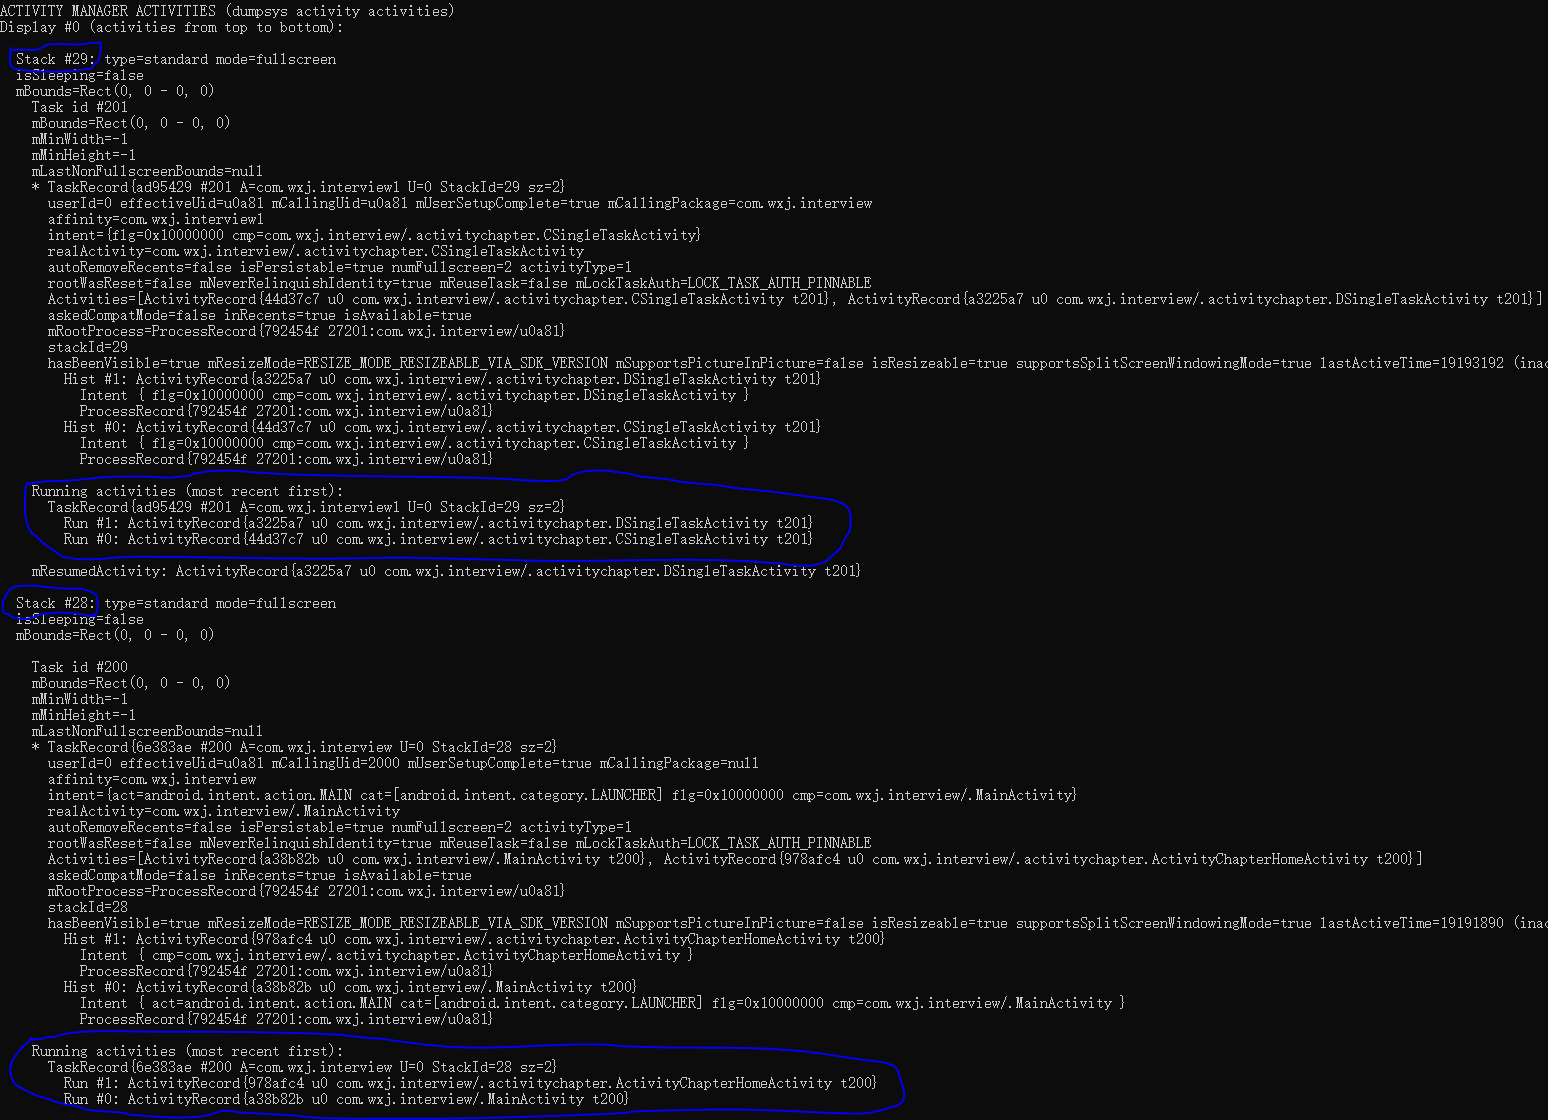 ACTIVITY MANAGER ACTIVITIES (dumpsys activity activities)
Display #0 (activities from top to bottom):
Stack #29: type=standard mode=fullscreen
isSleeping=false
mBounds=Rect(0, 0 - 0, 0)
Task id #201
mBounds=Rect(0, 0 - 0, 0)
mMinWidth=-1
mMinHeight=-1
mLastNonFullscreenBounds=null
* TaskRecord{ad95429 #201 A=com.wxj.interview1 U=0 StackId=29 sz=2}
userId=0 effectiveUid=u0a81 mCallingUid=u0a81 mUserSetupComplete=true mCallingPackage=com.wxj.interview
affinity=com.wxj.interview1
intent={flg=0x10000000 cmp=com.wxj.interview/.activitychapter.CSingleTaskActivity}
realActivity=com.wxj.interview/.activitychapter.CSingleTaskActivity
autoRemoveRecents=false isPersistable=true numFullscreen=2 activityType=1
rootWasReset=false mNeverRelinquishIdentity=true mReuseTask=false mLockTaskAuth=LOCK_TASK_AUTH_PINNABLE
Activities=[ActivityRecord{44d37c7 u0 com.wxj.interview/.activitychapter.CSingleTaskActivity t201}, ActivityRecord{a3225a7 u0 com.wxj.interview/.activitychapter.DSingleTaskActivity t201}]
askedCompatMode=false inRecents=true isAvailable=true
mRootProcess=ProcessRecord{792454f 27201:com.wxj.interview/u0a81}
stackId=29
hasBeenVisible=true mResizeMode=RESIZE_MODE_RESIZEABLE_VIA_SDK_VERSION mSupportsPictureInPicture=false isResizeable=true supportsSplitScreenWindowingMode=true lastActiveTime=19193192 (inac
Hist #1: ActivityRecord{a3225a7 u0 com.wxj.interview/.activitychapter.DSingleTaskActivity t201}
Intent { flg=0x10000000 cmp=com.wxj.interview/.activitychapter.DSingleTaskActivity }
ProcessRecord{792454f 27201:com.wxj.interview/u0a81}
Hist #0: ActivityRecord{44d37c7 u0 com.wxj.interview/.activitychapter.CSingleTaskActivity t201}
Intent { flg=0x10000000 cmp=com.wxj.interview/.activitychapter.CSingleTaskActivity }
ProcessRecord{792454f 27201:com.wxj.interview/u0a81}
Running activities (most recent first):
TaskRecord{ad95429 #201 A=com.wxj.interview1 U=0 StackId=29 sz=2}
Run #1: ActivityRecord{a3225a7 u0 com.wxj.interview/.activitychapter.DSingleTaskActivity t201}
Run #0: ActivityRecord{44d37c7 u0 com.wxj.interview/.activitychapter.CSingleTaskActivity t201}
mResumedActivity: ActivityRecord{a3225a7 u0 com.wxj.interview/.activitychapter.DSingleTaskActivity t201}
Stack #28: type=standard mode=fullscreen
isSleeping=false
mBounds=Rect(0, 0 - 0, 0)
Task id #200
mBounds=Rect(0, 0 - 0, 0)
mMinWidth=-1
mMinHeight=-1
mLastNonFullscreenBounds=null
* TaskRecord{6e383ae #200 A=com.wxj.interview U=0 StackId=28 sz=2}
userId=0 effectiveUid=u0a81 mCallingUid=2000 mUserSetupComplete=true mCallingPackage=null
affinity=com.wxj.interview
intent={act=android.intent.action.MAIN cat=[android.intent.category.LAUNCHER] flg=0x10000000 cmp=com.wxj.interview/.MainActivity}
realActivity=com.wxj.interview/.MainActivity
autoRemoveRecents=false isPersistable=true numFullscreen=2 activityType=1
rootWasReset=false mNeverRelinquishIdentity=true mReuseTask=false mLockTaskAuth=LOCK_TASK_AUTH_PINNABLE
Activities=[ActivityRecord{a38b82b u0 com.wxj.interview/.MainActivity t200}, ActivityRecord{978afc4 u0 com.wxj.interview/.activitychapter.ActivityChapterHomeActivity t200}]
askedCompatMode=false inRecents=true isAvailable=true
mRootProcess=ProcessRecord{792454f 27201:com.wxj.interview/u0a81}
stackId=28
hasBeenVisible=true mResizeMode=RESIZE_MODE_RESIZEABLE_VIA_SDK_VERSION mSupportsPictureInPicture=false isResizeable=true supportsSplitScreenWindowingMode=true lastActiveTime=19191890 (inac
Hist #1: ActivityRecord{978afc4 u0 com.wxj.interview/.activitychapter.ActivityChapterHomeActivity t200}
Intent { cmp=com.wxj.interview/.activitychapter.ActivityChapterHomeActivity }
ProcessRecord{792454f 27201:com.wxj.interview/u0a81}
Hist #0: ActivityRecord{a38b82b u0 com.wxj.interview/.MainActivity t200}
Intent { act=android.intent.action.MAIN cat=[android.intent.category.LAUNCHER] flg=0x10000000 cmp=com.wxj.interview/.MainActivity }
ProcessRecord{792454f 27201:com.wxj.interview/u0a81}
Running activities (most recent first):
TaskRecord{6e383ae #200 A=com.wxj.interview U=0 StackId=28 sz=2}
Run #1: ActivityRecord{978afc4 u0 com.wxj.interview/.activitychapter.ActivityChapterHomeActivity t200}
Run #0: ActivityRecord{a38b82b u0 com.wxj.interview/.MainActivity t200}